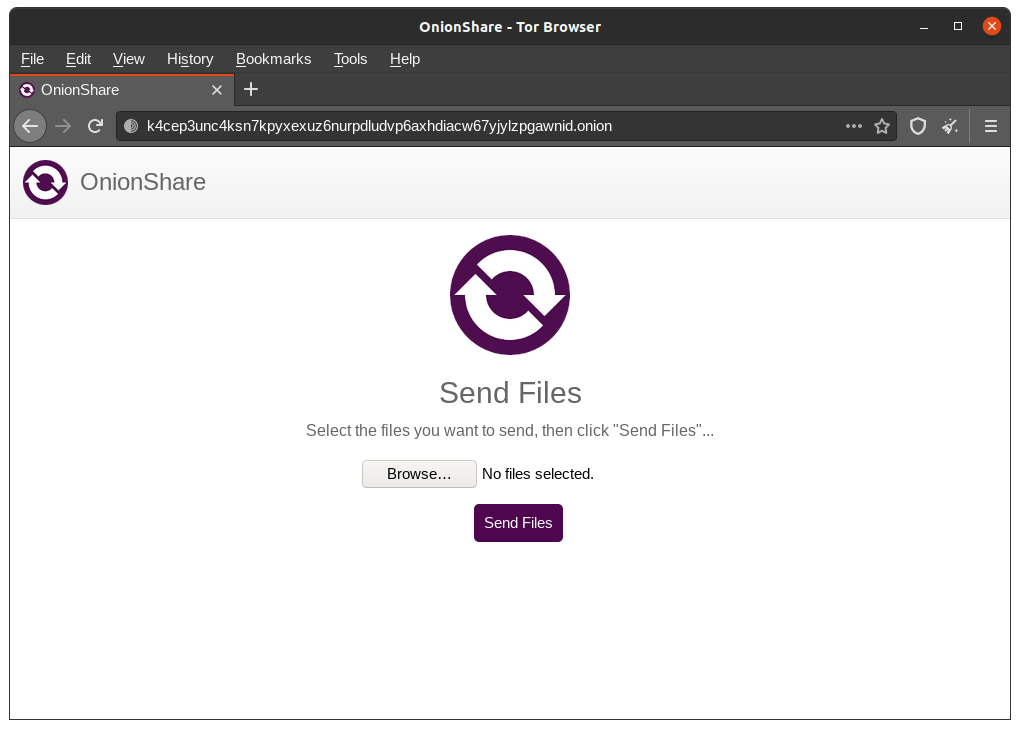 OnionShare - Tor Browser
File Edit View History Bookmarks Tools Help
OnionShare
k4cep3unc4ksn7kpyxexuz6nurpdludvp6axhdiacw67yjylzpgawnid.onion
OnionShare
Send Files
Select the files you want to send, then click "Send Files"...
Browse… No files selected.
Send Files